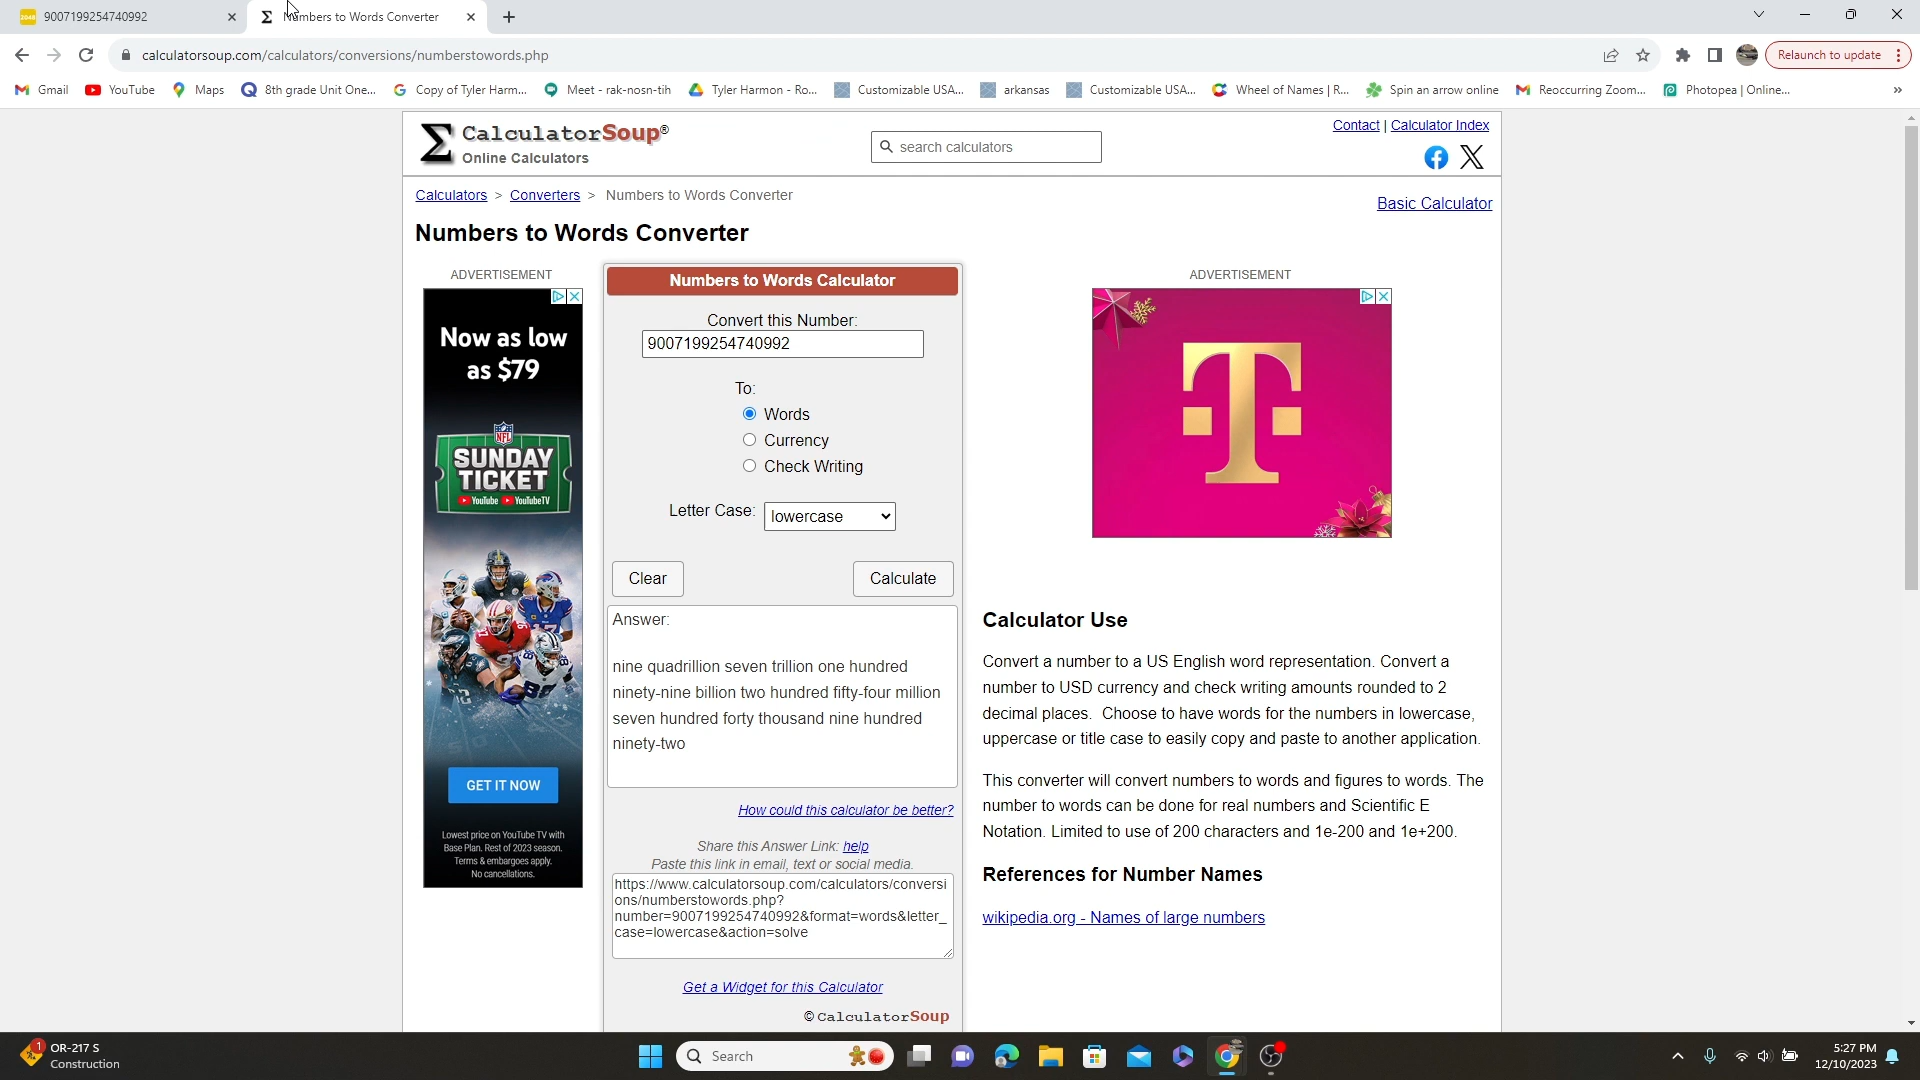 2048 9007199254740992
Numbers to Words Converter
calculatorsoup.com/calculators/conversions/numberstowords.php
Relaunch to update
Gmail
YouTube
Maps
8th grade Unit One...
Copy of Tyler Harm...
Meet - rak-nosn-tih
Tyler Harmon - Ro...
Customizable USA...
arkansas
Customizable USA...
Wheel of Names | R...
Spin an arrow online
Reoccurring Zoom...
Photopea | Online...
»
CalculatorSoup®
Online Calculators
search calculators
Contact | Calculator Index
Calculators > Converters > Numbers to Words Converter
Basic Calculator
Numbers to Words Converter
ADVERTISEMENT
Now as low
as $79
NFL
SUNDAY
TICKET
YouTube YouTubeTV
GET IT NOW
Lowest price on YouTube TV with
Base Plan. Rest of 2023 season.
Terms & embargoes apply.
No cancellations.
Numbers to Words Calculator
Convert this Number:
9007199254740992
To:
Words
Currency
Check Writing
Letter Case: lowercase
Clear
Calculate
Answer:
nine quadrillion seven trillion one hundred
ninety-nine billion two hundred fifty-four million
seven hundred forty thousand nine hundred
ninety-two
How could this calculator be better?
Share this Answer Link: help
Paste this link in email, text or social media.
https://www.calculatorsoup.com/calculators/conversi
ons/numberstowords.php?
number=9007199254740992&format=words&letter_
case=lowercase&action=solve
Get a Widget for this Calculator
© CalculatorSoup
ADVERTISEMENT
T
Calculator Use
Convert a number to a US English word representation. Convert a
number to USD currency and check writing amounts rounded to 2
decimal places. Choose to have words for the numbers in lowercase,
uppercase or title case to easily copy and paste to another application.
This converter will convert numbers to words and figures to words. The
number to words can be done for real numbers and Scientific E
Notation. Limited to use of 200 characters and 1e-200 and 1e+200.
References for Number Names
wikipedia.org - Names of large numbers
1
OR-217 S
Construction
Search
5:27 PM
12/10/2023